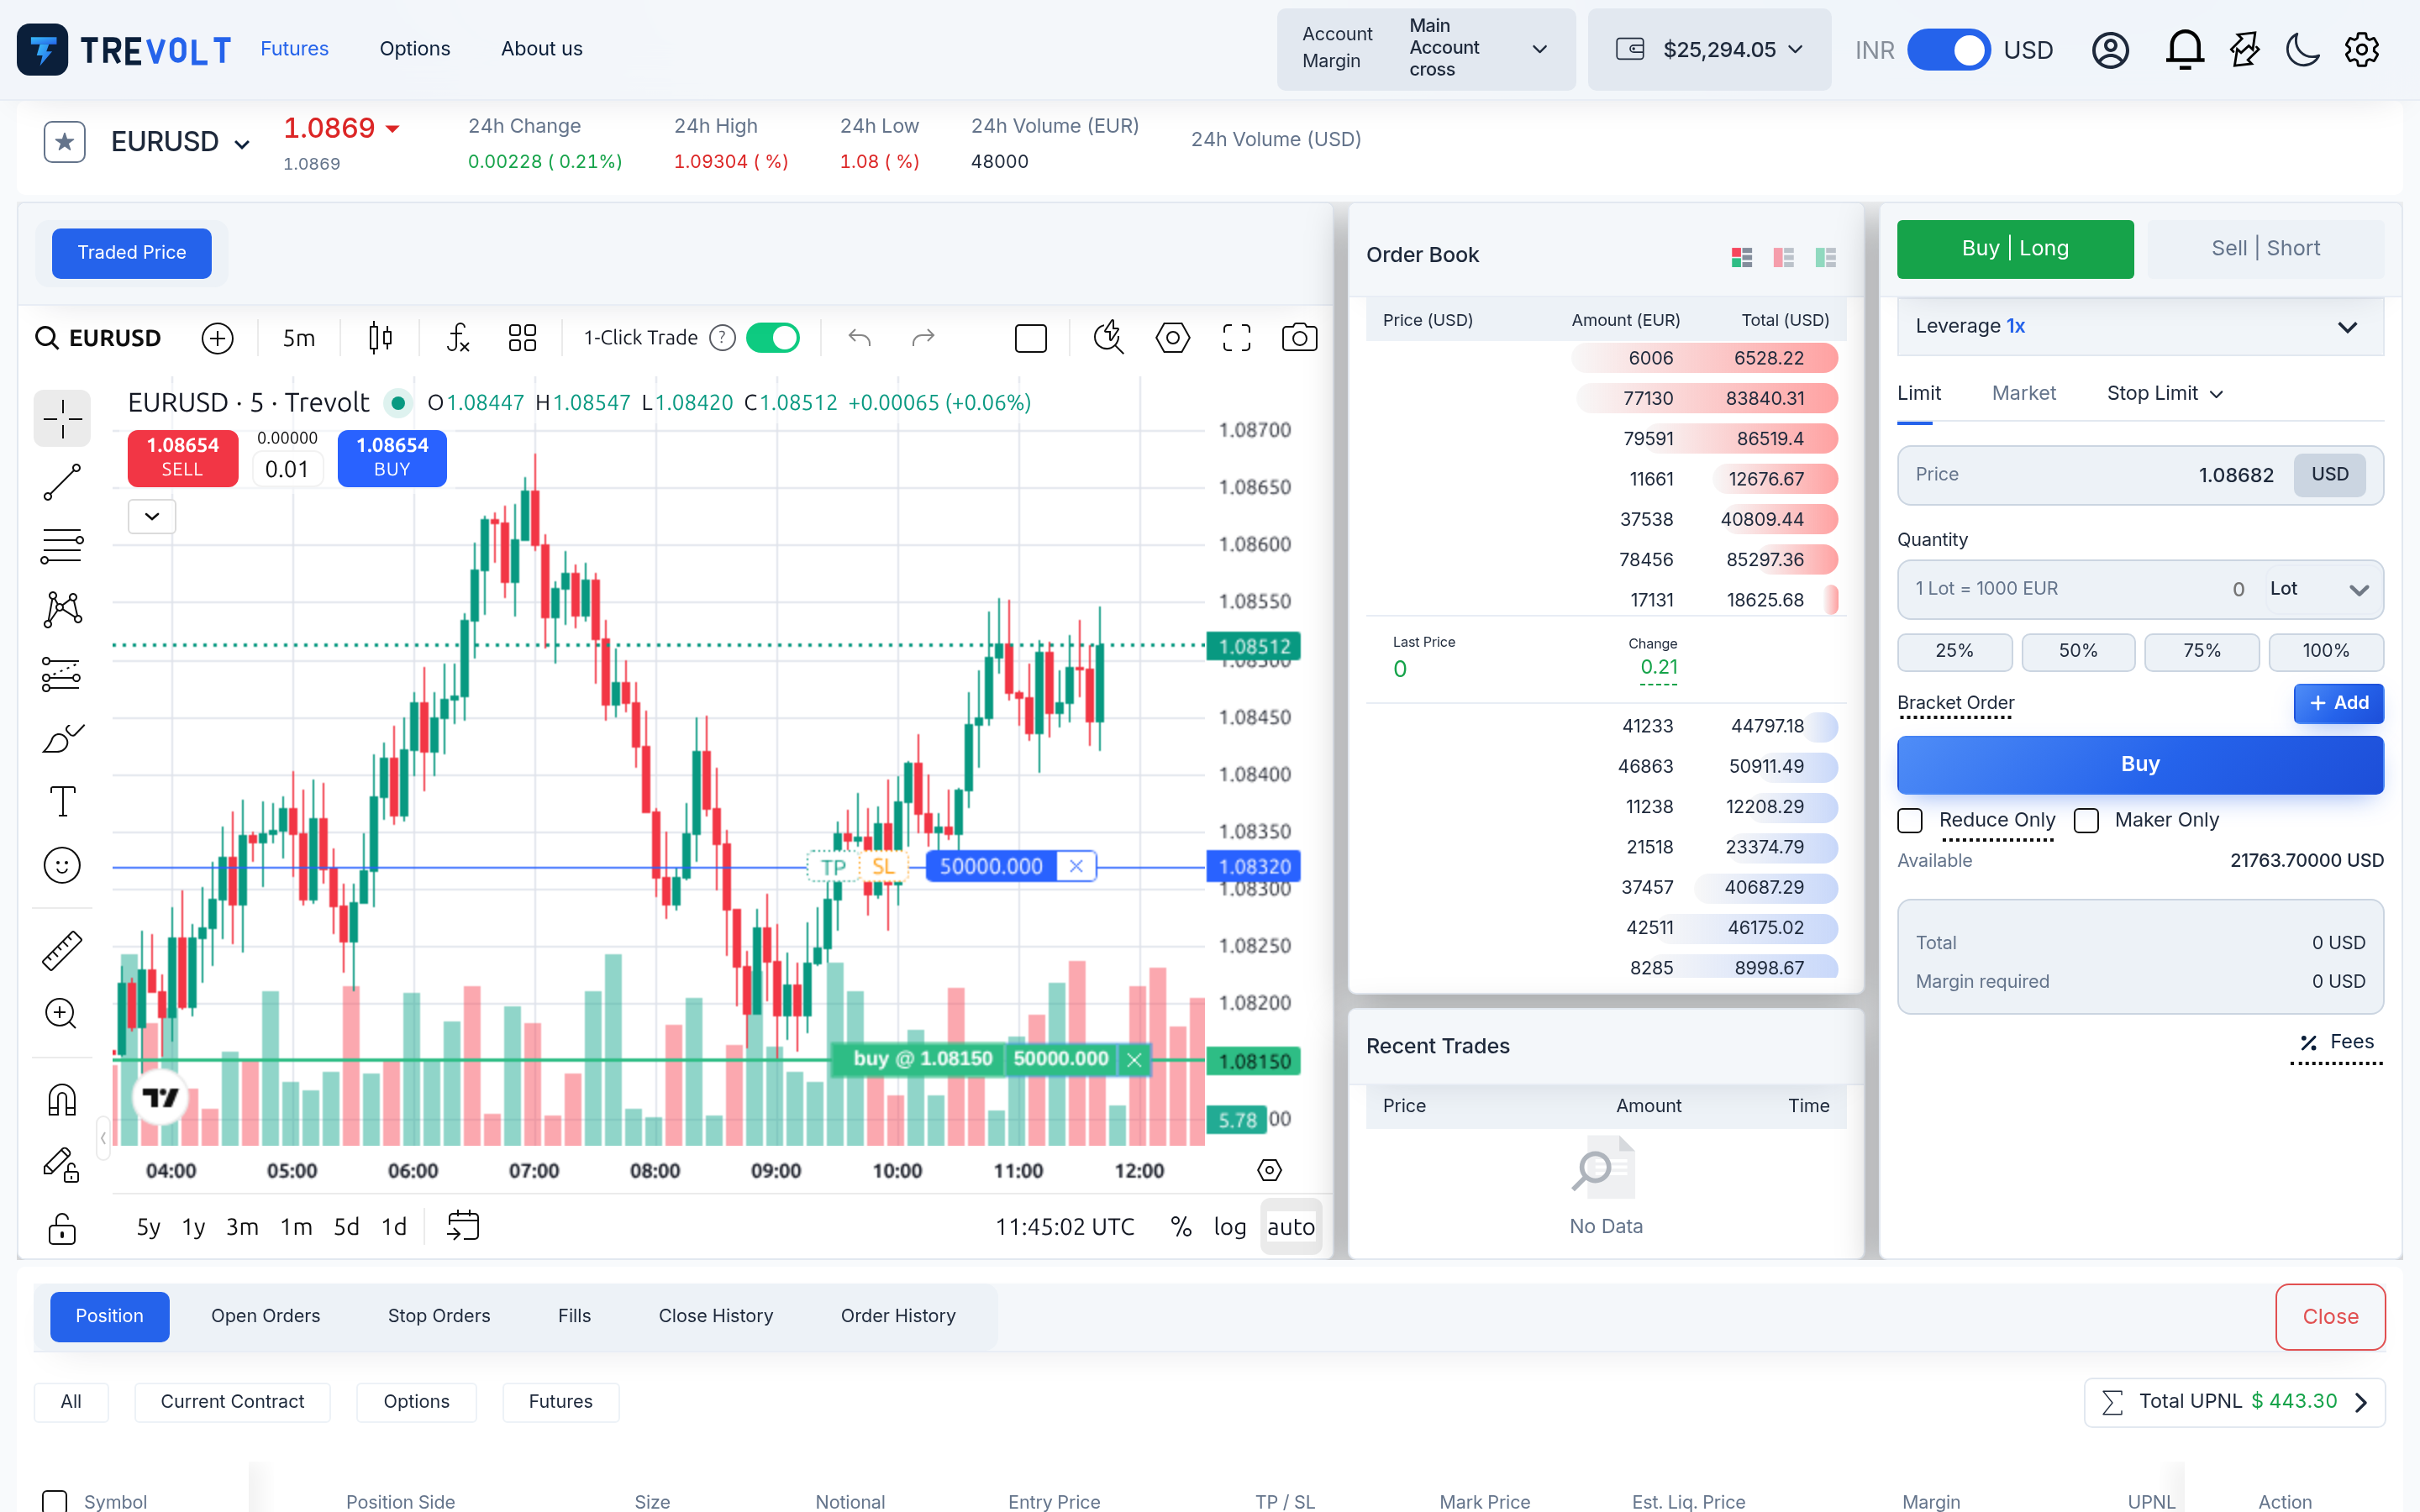 TREVOLT
Futures
Options
About us
Account
Margin
Main
Account
cross
$25,294.05
INR
USD
EURUSD
1.0869
1.0869
24h Change
0.00228 ( 0.21%)
24h High
1.09304 ( %)
24h Low
1.08 ( %)
24h Volume (EUR)
48000
24h Volume (USD)
Traded Price
EURUSD
5m
1-Click Trade
?
EURUSD · 5 · Trevolt
O1.08447 H1.08547 L1.08420 C1.08512 +0.00065 (+0.06%)
1.08654
SELL
0.00000
0.01
1.08654
BUY
1.08700
1.08650
1.08600
1.08550
1.08512
1.08500
1.08450
1.08400
1.08350
TP
SL
50000.000
1.08320
1.08300
1.08250
1.08200
buy @ 1.08150
50000.000
1.08150
5.78
00
04:00
05:00
06:00
07:00
08:00
09:00
10:00
11:00
12:00
5y
1y
3m
1m
5d
1d
11:45:02 UTC
%
log
auto
Order Book
Price (USD) Amount (EUR) Total (USD)
6006 6528.22
77130 83840.31
79591 86519.4
11661 12676.67
37538 40809.44
78456 85297.36
17131 18625.68
Last Price
0
Change
0.21
41233 44797.18
46863 50911.49
11238 12208.29
21518 23374.79
37457 40687.29
42511 46175.02
8285 8998.67
Recent Trades
Price Amount Time
No Data
Buy | Long
Sell | Short
Leverage 1x
Limit
Market
Stop Limit
Price 1.08682 USD
Quantity
1 Lot = 1000 EUR 0 Lot
25%
50%
75%
100%
Bracket Order
+ Add
Buy
Reduce Only
Maker Only
Available 21763.70000 USD
Total 0 USD
Margin required 0 USD
% Fees
Position
Open Orders
Stop Orders
Fills
Close History
Order History
Close
All
Current Contract
Options
Futures
Total UPNL $ 443.30
Symbol
Position Side
Size
Notional
Entry Price
TP / SL
Mark Price
Est. Liq. Price
Margin
UPNL
Action